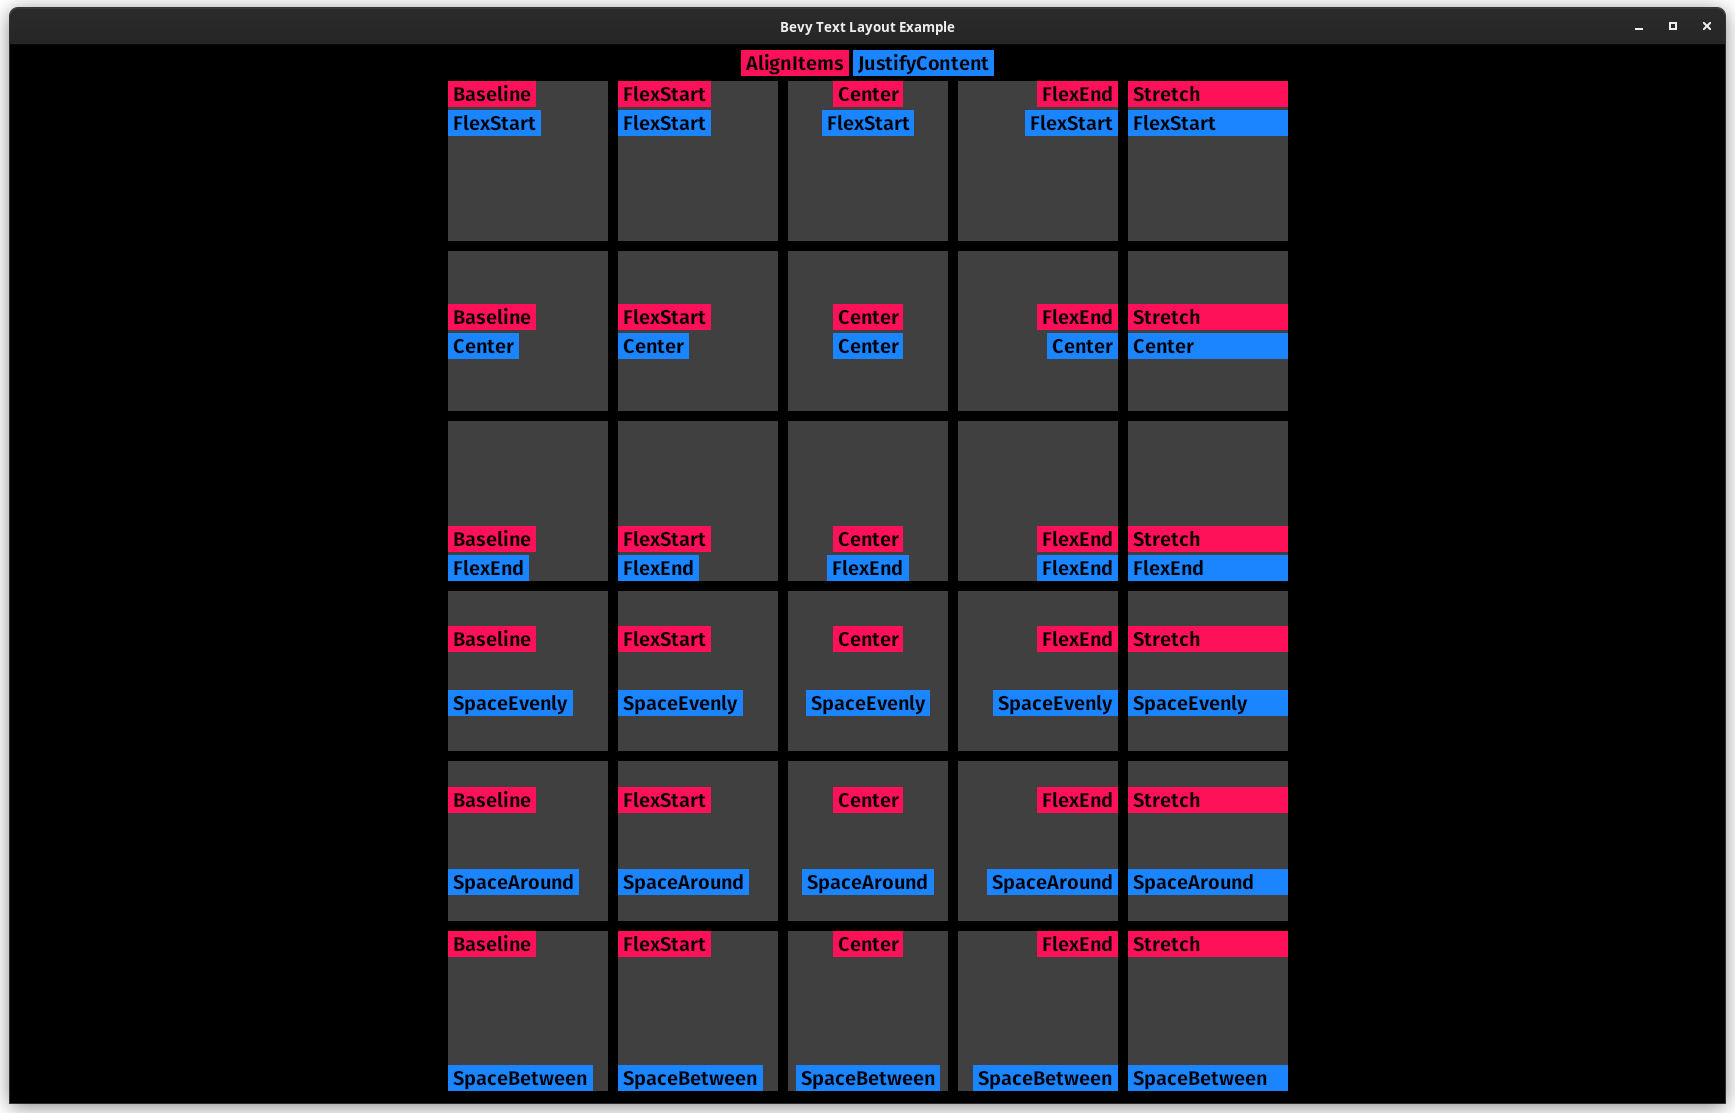 Bevy Text Layout Example
AlignItems JustifyContent
Baseline FlexStart Center FlexEnd Stretch
FlexStart FlexStart FlexStart FlexStart FlexStart
Baseline FlexStart Center FlexEnd Stretch
Center Center Center Center Center
Baseline FlexStart Center FlexEnd Stretch
FlexEnd FlexEnd FlexEnd FlexEnd FlexEnd
Baseline FlexStart Center FlexEnd Stretch
SpaceEvenly SpaceEvenly SpaceEvenly SpaceEvenly SpaceEvenly
Baseline FlexStart Center FlexEnd Stretch
SpaceAround SpaceAround SpaceAround SpaceAround SpaceAround
Baseline FlexStart Center FlexEnd Stretch
SpaceBetween SpaceBetween SpaceBetween SpaceBetween SpaceBetween